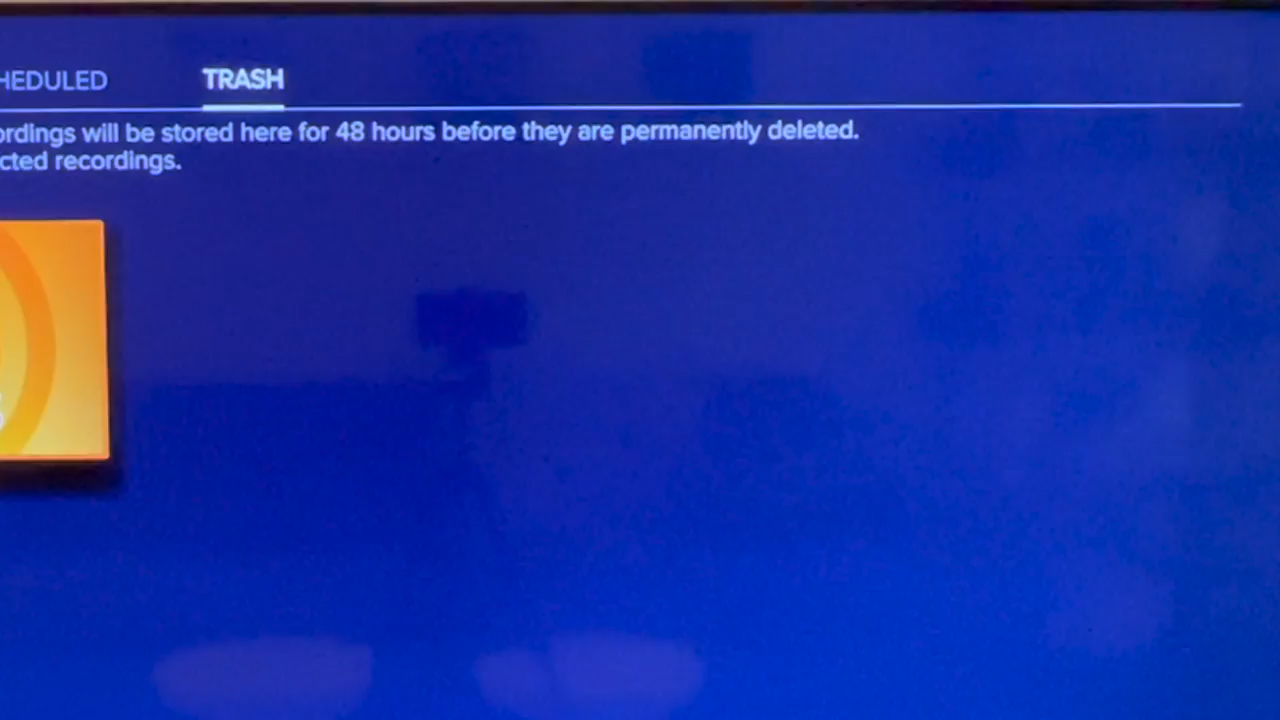 HEDULED TRASH
ordings will be stored here for 48 hours before they are permanently deleted.
cted recordings.